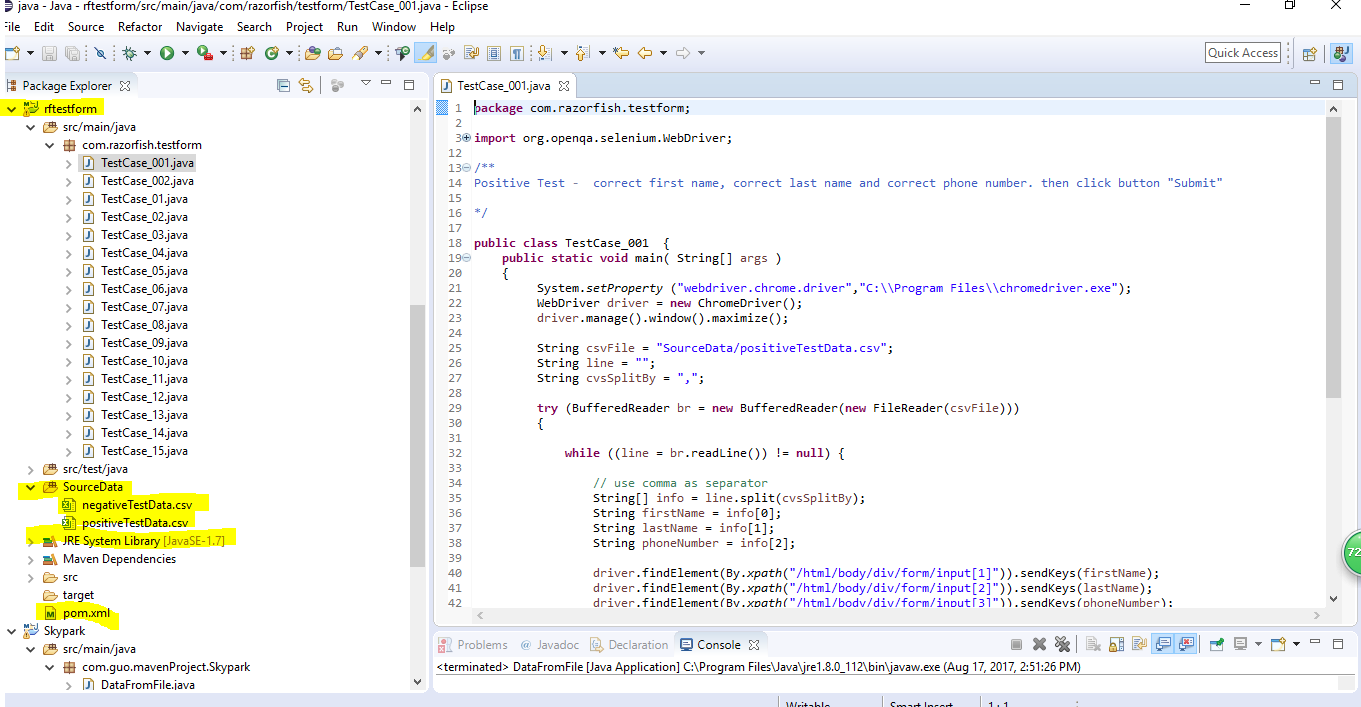 java - Java - rftestform/src/main/java/com/razorfish/testform/TestCase_001.java - Eclipse
File Edit Source Refactor Navigate Search Project Run Window Help
Quick Access
Package Explorer
rftestform
src/main/java
com.razorfish.testform
TestCase_001.java
TestCase_002.java
TestCase_01.java
TestCase_02.java
TestCase_03.java
TestCase_04.java
TestCase_05.java
TestCase_06.java
TestCase_07.java
TestCase_08.java
TestCase_09.java
TestCase_10.java
TestCase_11.java
TestCase_12.java
TestCase_13.java
TestCase_14.java
TestCase_15.java
src/test/java
SourceData
negativeTestData.csv
positiveTestData.csv
JRE System Library [JavaSE-1.7]
Maven Dependencies
src
target
pom.xml
Skypark
src/main/java
com.guo.mavenProject.Skypark
DataFromFile.java
TestCase_001.java
1 package com.razorfish.testform;
2
3 import org.openqa.selenium.WebDriver;
12
13 /**
14 Positive Test - correct first name, correct last name and correct phone number. then click button "Submit"
15
16 */
17
18 public class TestCase_001 {
19 public static void main( String[] args )
20 {
21 System.setProperty ("webdriver.chrome.driver","C:\\Program Files\\chromedriver.exe");
22 WebDriver driver = new ChromeDriver();
23 driver.manage().window().maximize();
24
25 String csvFile = "SourceData/positiveTestData.csv";
26 String line = "";
27 String cvsSplitBy = ",";
28
29 try (BufferedReader br = new BufferedReader(new FileReader(csvFile)))
30 {
31
32 while ((line = br.readLine()) != null) {
33
34 // use comma as separator
35 String[] info = line.split(cvsSplitBy);
36 String firstName = info[0];
37 String lastName = info[1];
38 String phoneNumber = info[2];
39
40 driver.findElement(By.xpath("/html/body/div/form/input[1]")).sendKeys(firstName);
41 driver.findElement(By.xpath("/html/body/div/form/input[2]")).sendKeys(lastName);
42 driver.findElement(By.xpath("/html/body/div/form/input[3]")).sendKeys(phoneNumber);
72
Problems Javadoc Declaration Console
<terminated> DataFromFile [Java Application] C:\Program Files\Java\jre1.8.0_112\bin\javaw.exe (Aug 17, 2017, 2:51:26 PM)
Writable Smart Insert 1 : 1